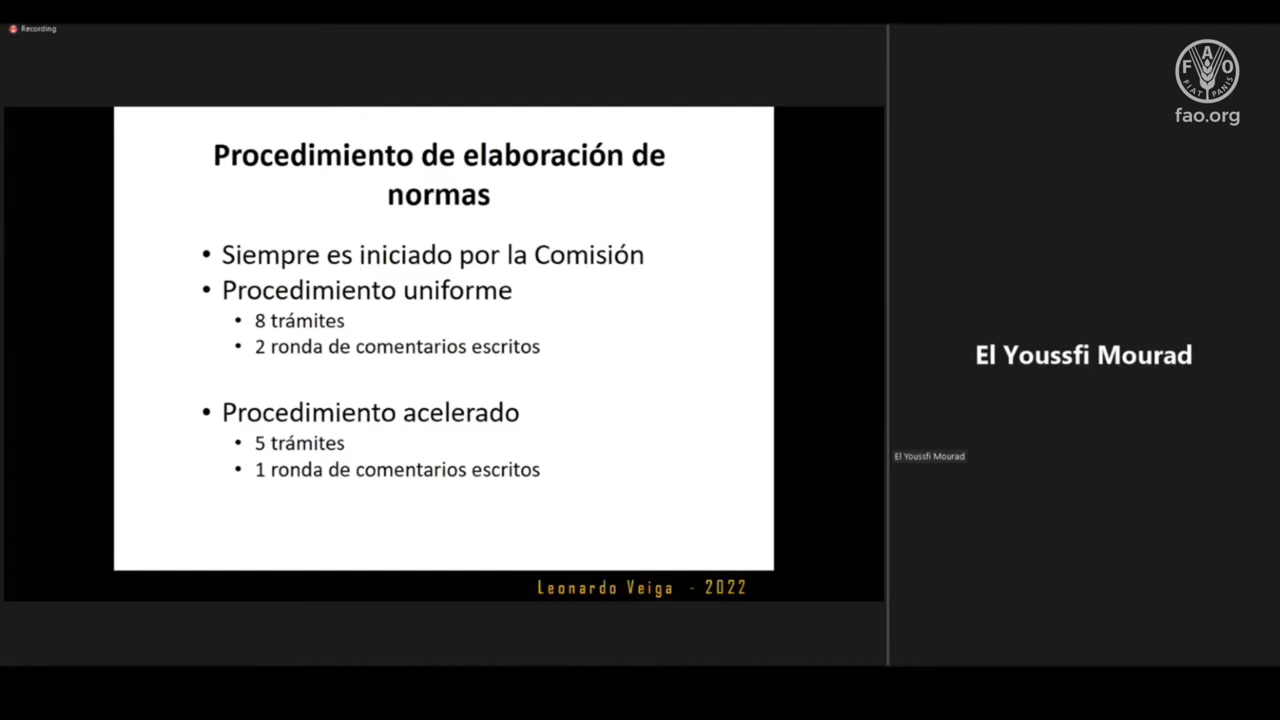 Recording
F A O
FIAT PANIS
fao.org
Procedimiento de elaboración de
normas
• Siempre es iniciado por la Comisión
• Procedimiento uniforme
• 8 trámites
• 2 ronda de comentarios escritos
• Procedimiento acelerado
• 5 trámites
• 1 ronda de comentarios escritos
Leonardo Veiga - 2022
El Youssfi Mourad
El Youssfi Mourad